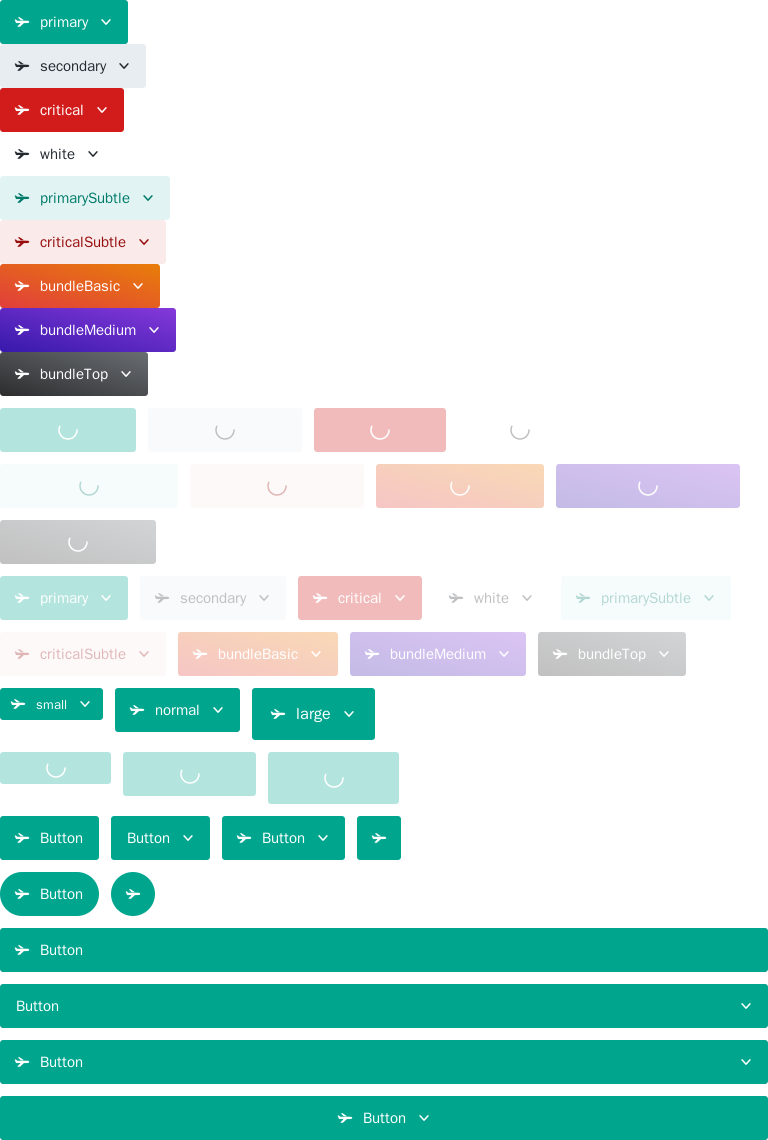 primary
secondary
critical
white
primarySubtle
criticalSubtle
bundleBasic
bundleMedium
bundleTop
primary secondary critical white primarySubtle
criticalSubtle bundleBasic bundleMedium bundleTop
small normal large
Button Button Button
Button
Button
Button
Button
Button